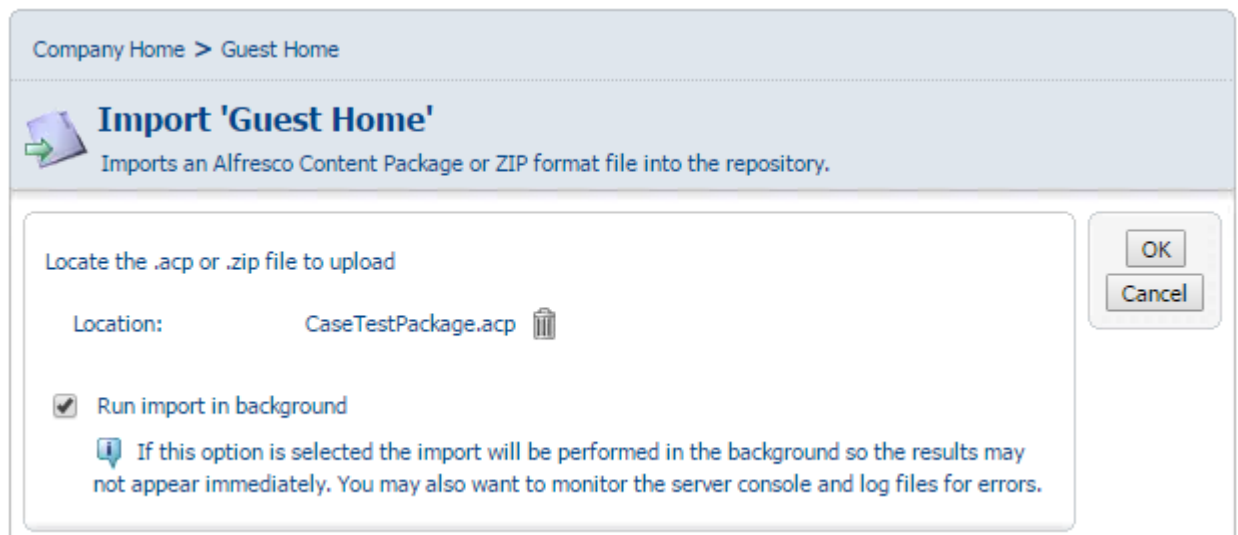 Company Home > Guest Home
Import 'Guest Home'
Imports an Alfresco Content Package or ZIP format file into the repository.
Locate the .acp or .zip file to upload
OK
Cancel
Location: CaseTestPackage.acp
Run import in background
If this option is selected the import will be performed in the background so the results may
not appear immediately. You may also want to monitor the server console and log files for errors.